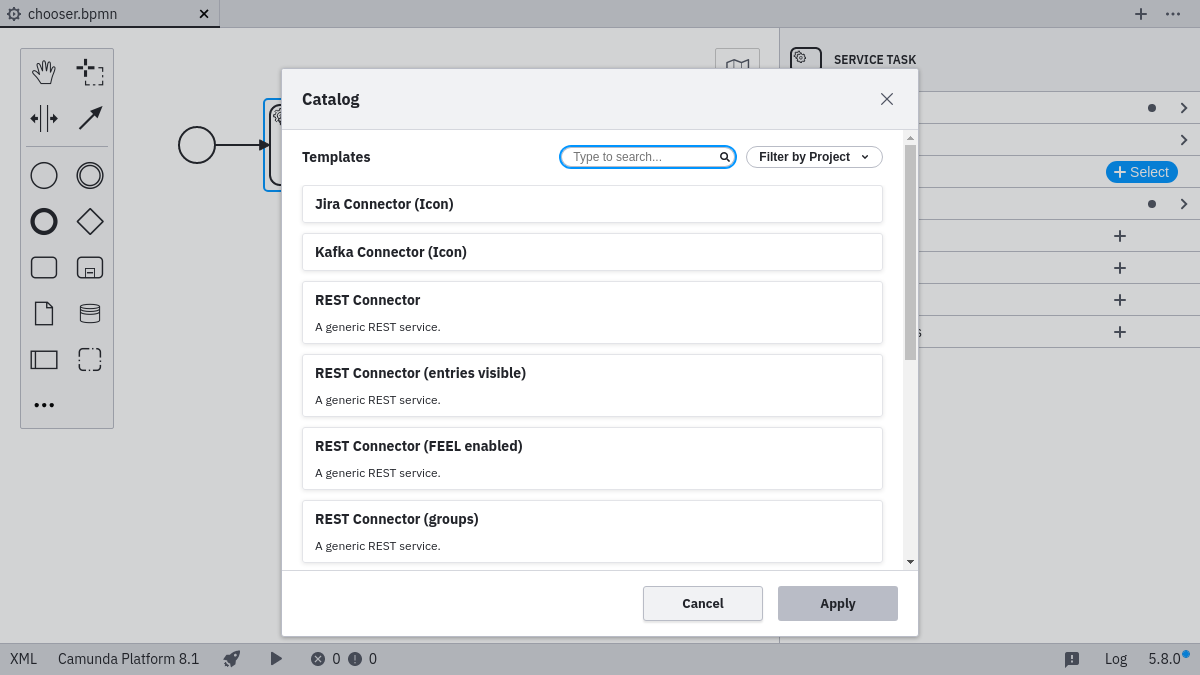 chooser.bpmn
SERVICE TASK
Catalog
Templates
Type to search...
Filter by Project
Select
Jira Connector (Icon)
Kafka Connector (Icon)
REST Connector
A generic REST service.
REST Connector (entries visible)
A generic REST service.
REST Connector (FEEL enabled)
A generic REST service.
REST Connector (groups)
A generic REST service.
Cancel
Apply
XML Camunda Platform 8.1 0 0 Log 5.8.0